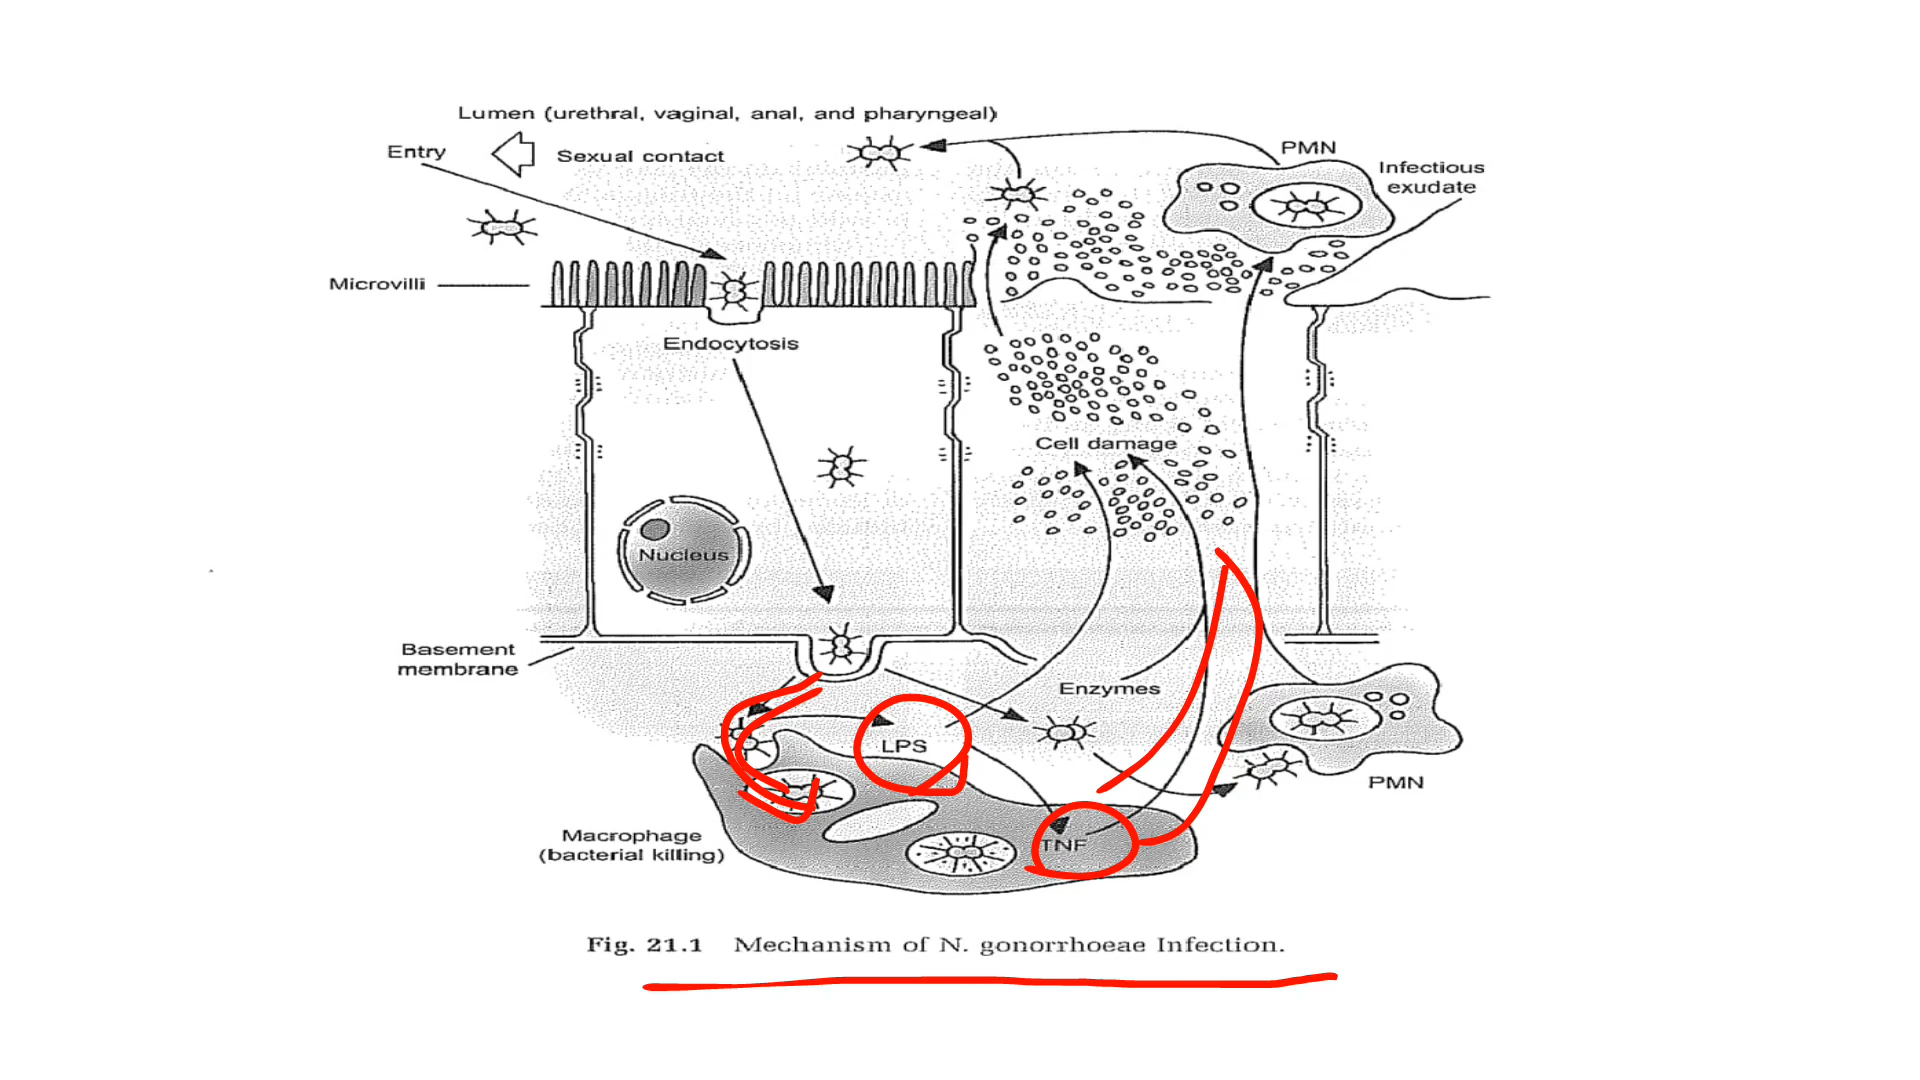 Lumen (urethral, vaginal, anal, and pharyngeal)
Entry
Sexual contact
PMN
Infectious
exudate
Microvilli
Endocytosis
Cell damage
Nucleus
Basement
membrane
Enzymes
LPS
PMN
Macrophage
(bacterial killing)
TNF
Fig. 21.1 Mechanism of N. gonorrhoeae Infection.